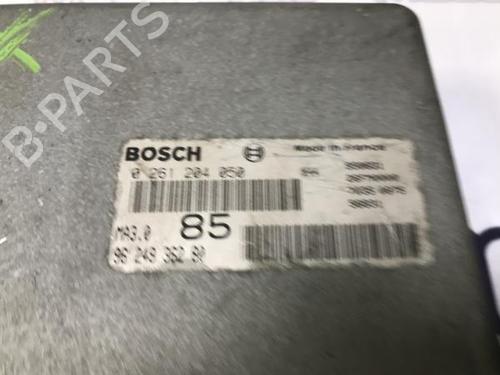 B-PARTS
BOSCH Made in France
0 261 204 050
MA3.0 85
96 249 362 80